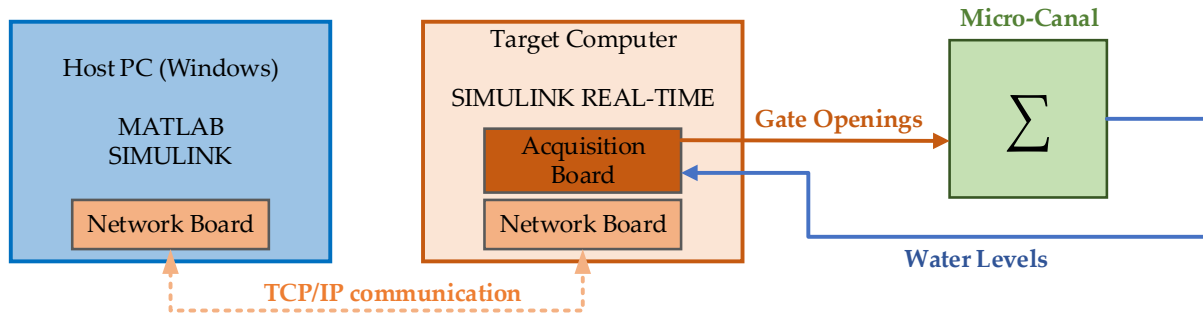 Host PC (Windows)
MATLAB
SIMULINK
Network Board
Target Computer
SIMULINK REAL-TIME
Acquisition
Board
Network Board
TCP/IP communication
Gate Openings
Micro-Canal
∑
Water Levels